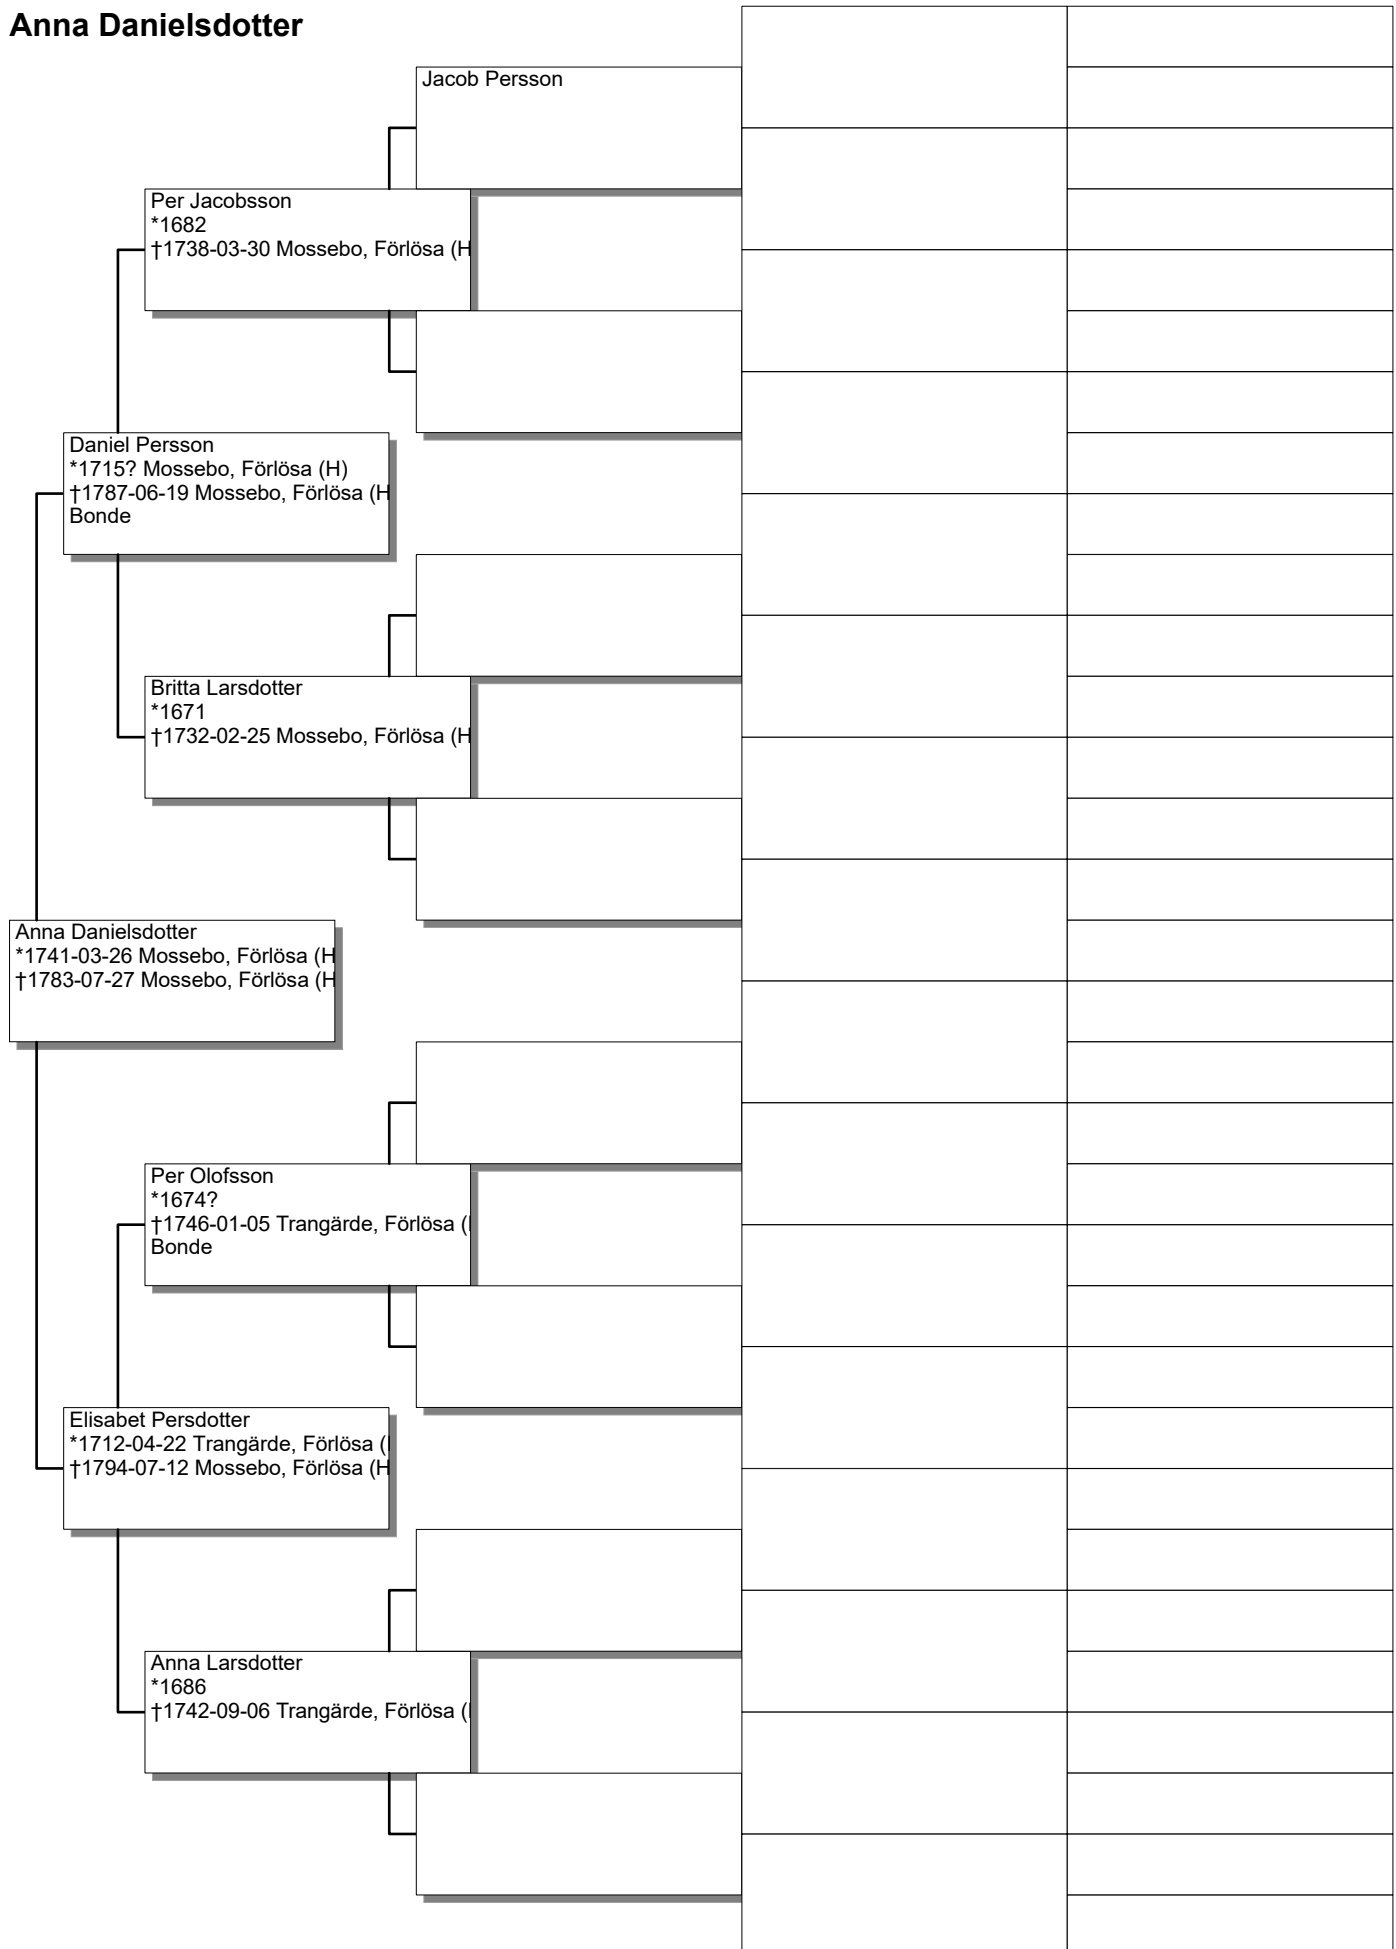 Anna Danielsdotter
Jacob Persson
Per Jacobsson
*1682
†1738-03-30 Mossebo, Förlösa (H
Daniel Persson
*1715? Mossebo, Förlösa (H)
†1787-06-19 Mossebo, Förlösa (H
Bonde
Britta Larsdotter
*1671
†1732-02-25 Mossebo, Förlösa (H
Anna Danielsdotter
*1741-03-26 Mossebo, Förlösa (H
†1783-07-27 Mossebo, Förlösa (H
Per Olofsson
*1674?
†1746-01-05 Trangärde, Förlösa (
Bonde
Elisabet Persdotter
*1712-04-22 Trangärde, Förlösa (
†1794-07-12 Mossebo, Förlösa (H
Anna Larsdotter
*1686
†1742-09-06 Trangärde, Förlösa (